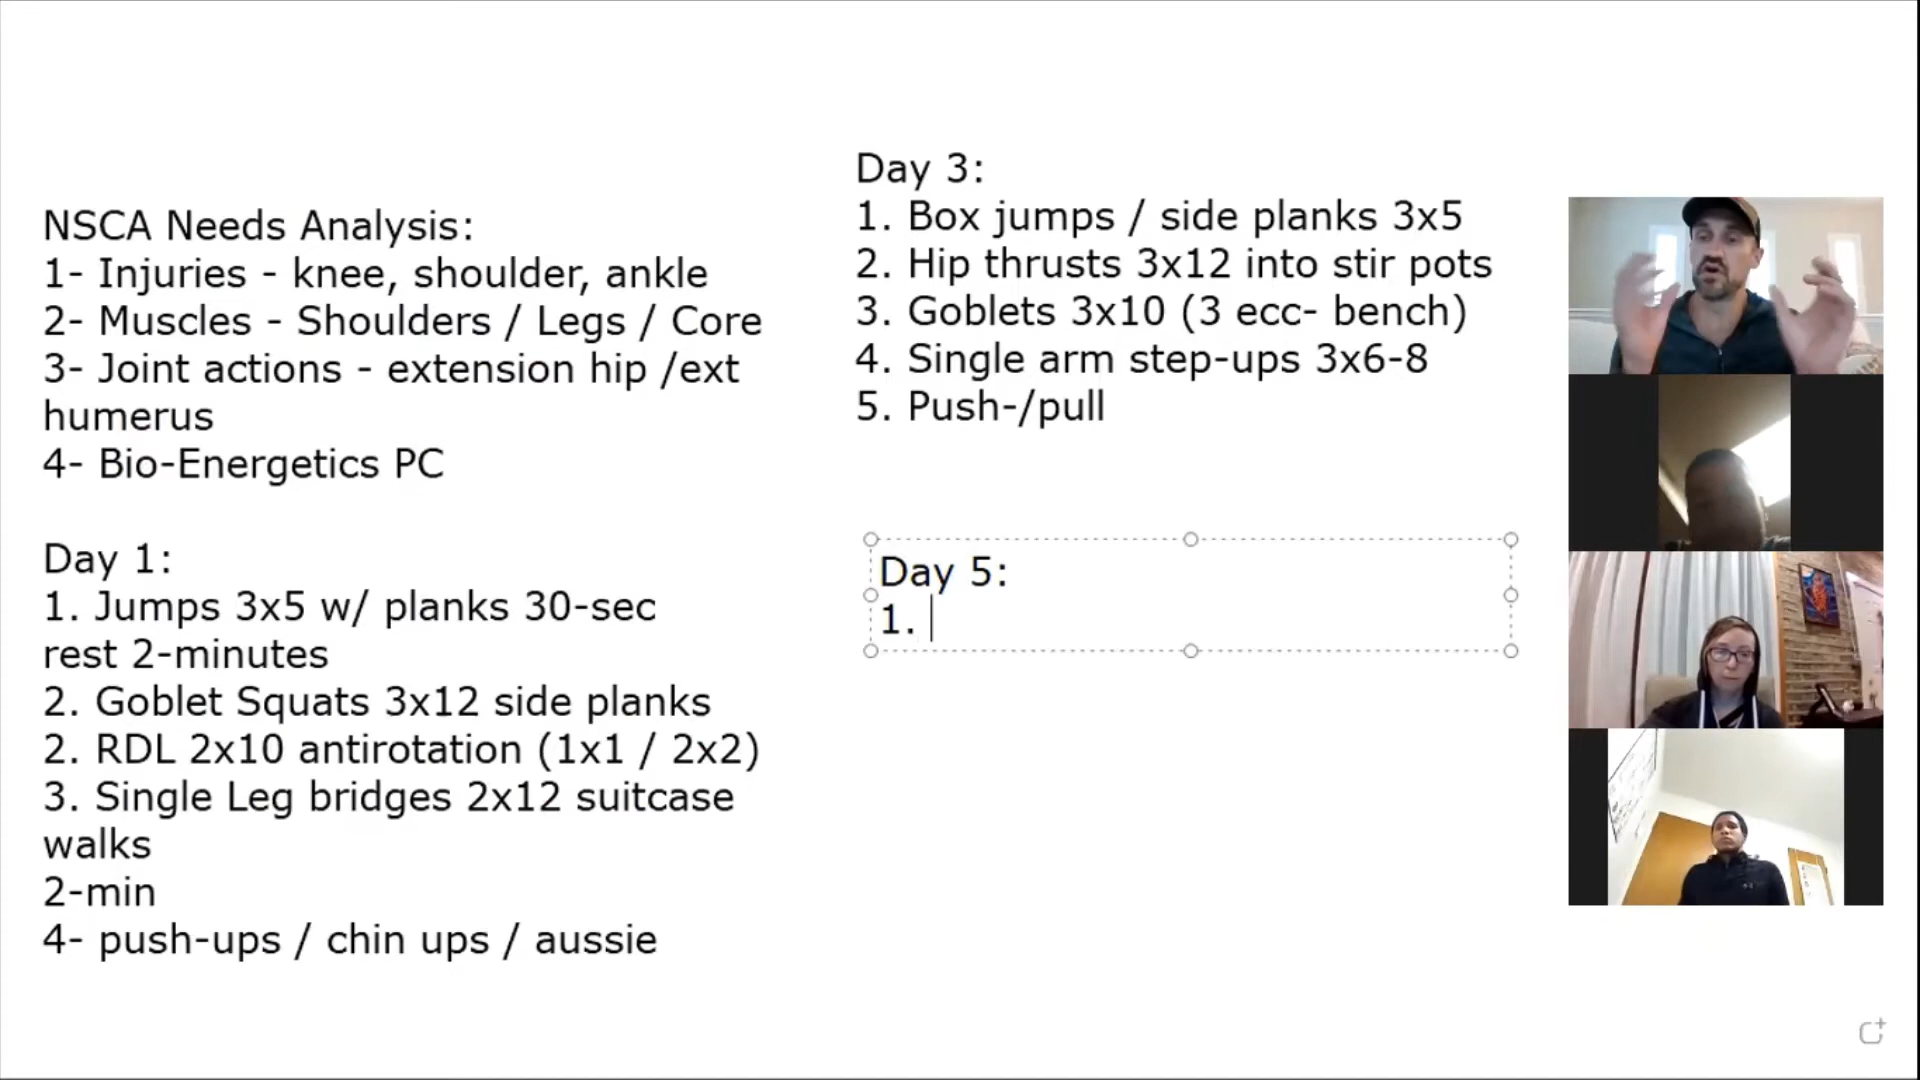 NSCA Needs Analysis:
1- Injuries - knee, shoulder, ankle
2- Muscles - Shoulders / Legs / Core
3- Joint actions - extension hip /ext
humerus
4- Bio-Energetics PC
Day 1:
1. Jumps 3x5 w/ planks 30-sec
rest 2-minutes
2. Goblet Squats 3x12 side planks
2. RDL 2x10 antirotation (1x1 / 2x2)
3. Single Leg bridges 2x12 suitcase
walks
2-min
4- push-ups / chin ups / aussie
Day 3:
1. Box jumps / side planks 3x5
2. Hip thrusts 3x12 into stir pots
3. Goblets 3x10 (3 ecc- bench)
4. Single arm step-ups 3x6-8
5. Push-/pull
Day 5:
1.